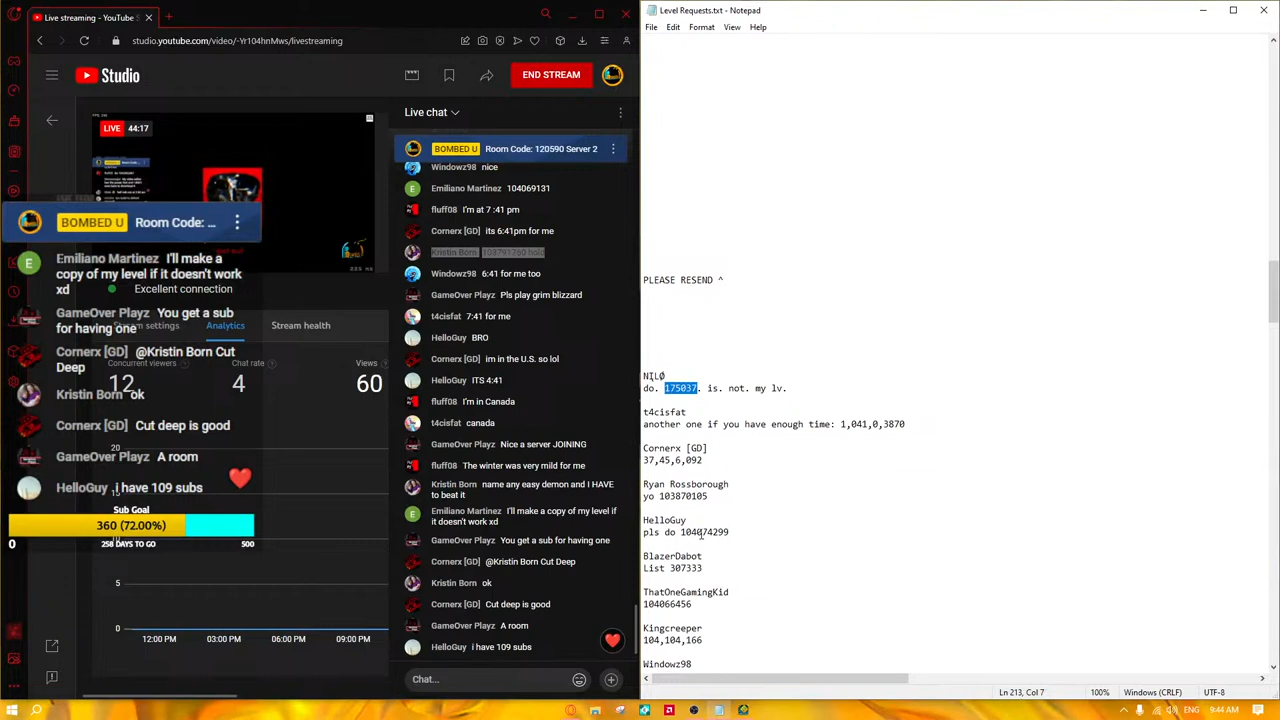 Live streaming - YouTube S
studio.youtube.com/video/-Yr104hnMws/livestreaming
Studio
END STREAM
LIVE 44:17
Live chat
BOMBED U Room Code: 120590 Server 2
Windowz98 nice
Emiliano Martinez 104069131
fluff08 I'm at 7 :41 pm
Cornerx [GD] its 6:41pm for me
Kristin Born 103791760 hold
Windowz98 6:41 for me too
GameOver Playz Pls play grim blizzard
t4cisfat 7:41 for me
HelloGuy BRO
Cornerx [GD] im in the U.S. so lol
HelloGuy ITS 4:41
fluff08 I'm in Canada
t4cisfat canada
GameOver Playz Nice a server JOINING
fluff08 The winter was very mild for me
Kristin Born name any easy demon and I HAVE
to beat it
Emiliano Martinez I'll make a copy of my level if it
doesn't work xd
GameOver Playz You get a sub for having one
Cornerx [GD] @Kristin Born Cut Deep
Kristin Born ok
Cornerx [GD] Cut deep is good
GameOver Playz A room
HelloGuy i have 109 subs
Chat...
BOMBED U Room Code: ...
Emiliano Martinez I'll make a
copy of my level if it doesn't work
xd
Excellent connection
GameOver Playz You get a sub
for having one
Stream settings
Analytics
Stream health
Cornerx [GD] @Kristin Born Cut
Deep
Concurrent viewers
12
Chat rate
4
Views
60
Kristin Born ok
Cornerx [GD] Cut deep is good
GameOver Playz A room
HelloGuy i have 109 subs
20
Sub Goal
360 (72.00%)
0
258 DAYS TO GO
500
5
0
12:00 PM 03:00 PM 06:00 PM 09:00 PM
Level Requests.txt - Notepad
File Edit Format View Help
PLEASE RESEND ^
NILØ
do. 175037. is. not. my lv.
t4cisfat
another one if you have enough time: 1,041,0,3870
Cornerx [GD]
37,45,6,092
Ryan Rossborough
yo 103870105
HelloGuy
pls do 104074299
BlazerDabot
List 307333
ThatOneGamingKid
104066456
Kingcreeper
104,104,166
Windowz98
Ln 213, Col 7
100%
Windows (CRLF)
UTF-8
ENG
9:44 AM